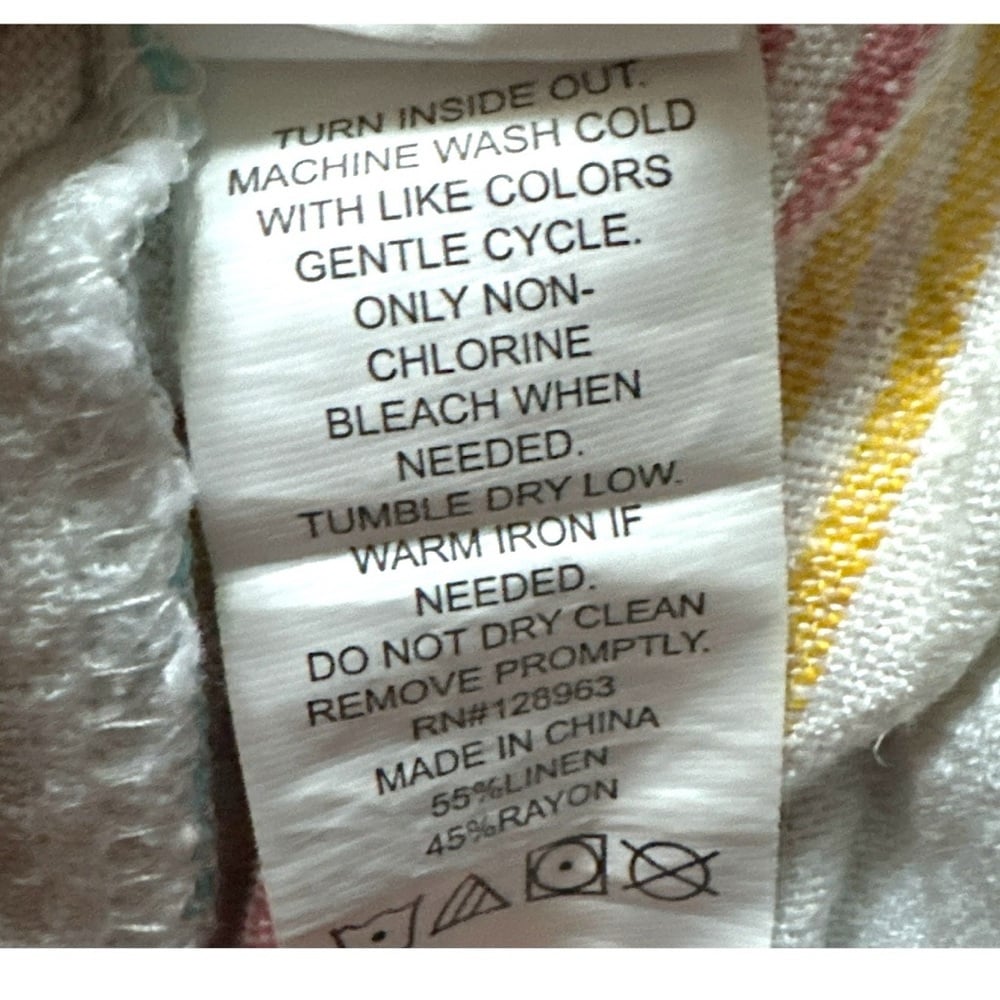 TURN INSIDE OUT.
MACHINE WASH COLD
WITH LIKE COLORS
GENTLE CYCLE.
ONLY NON-
CHLORINE
BLEACH WHEN
NEEDED.
TUMBLE DRY LOW.
WARM IRON IF
NEEDED.
DO NOT DRY CLEAN
REMOVE PROMPTLY.
RN#128963
MADE IN CHINA
55%LINEN
45%RAYON